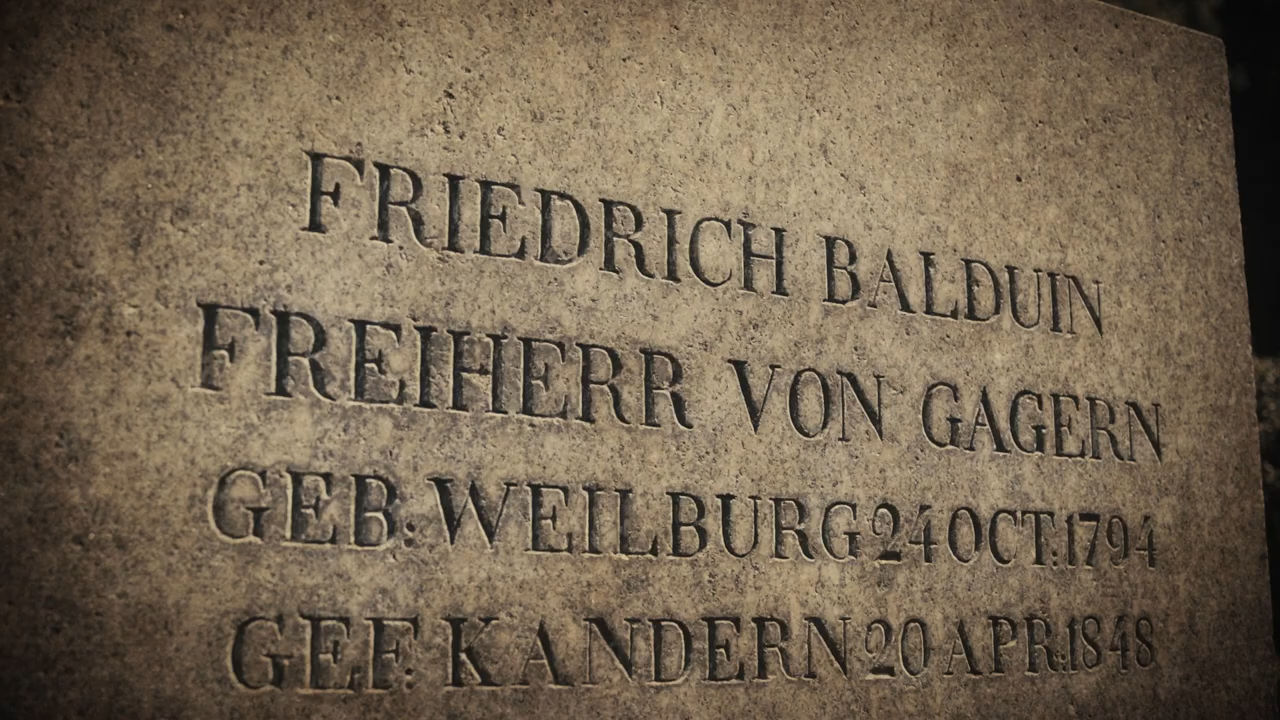 FRIEDRICH BALDUIN
FREIHERR VON GAGERN
GEB: WEILBURG 24 OCT: 1794
GEF: KANDERN 20 APR: 1848